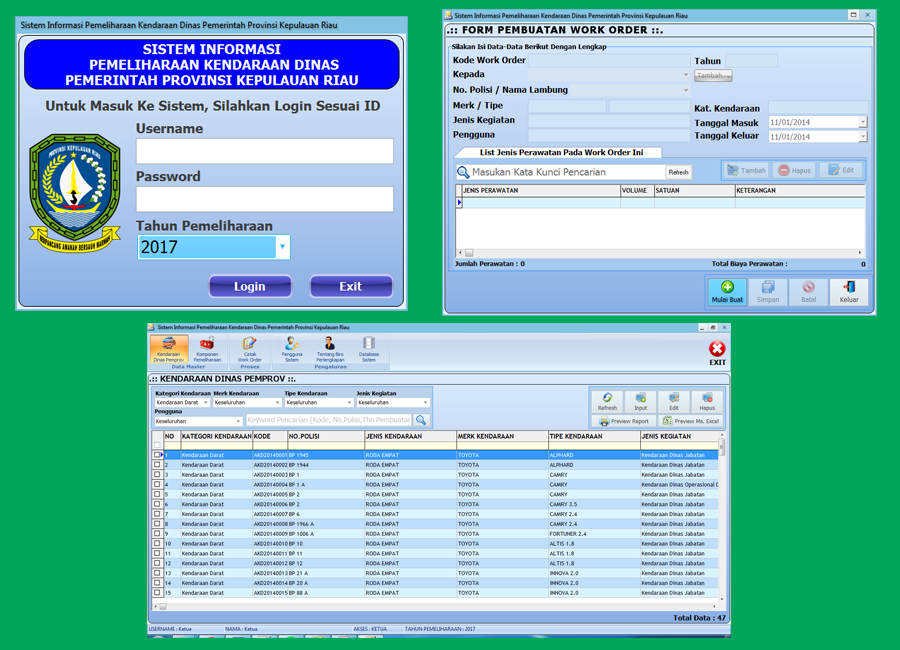 Sistem Informasi Pemeliharaan Kendaraan Dinas Pemerintah Provinsi Kepulauan Riau
SISTEM INFORMASI
PEMELIHARAAN KENDARAAN DINAS
PEMERINTAH PROVINSI KEPULAUAN RIAU
Untuk Masuk Ke Sistem, Silahkan Login Sesuai ID
PROVINSI KEPULAUAN RIAU
BERPANCANG AMANAH BERSAUH MARWAH
Username
Password
Tahun Pemeliharaan
2017
Login Exit
Sistem Informasi Pemeliharaan Kendaraan Dinas Pemerintah Provinsi Kepulauan Riau
.:: FORM PEMBUATAN WORK ORDER ::.
Silakan Isi Data-Data Berikut Dengan Lengkap
Kode Work Order Tahun
Kepada Tambah
No. Polisi / Nama Lambung
Merk / Tipe Kat. Kendaraan
Jenis Kegiatan Tanggal Masuk 11/01/2014
Pengguna Tanggal Keluar 11/01/2014
List Jenis Perawatan Pada Work Order Ini
Masukan Kata Kunci Pencarian Refresh Tambah Hapus Edit
JENIS PERAWATAN VOLUME SATUAN KETERANGAN
Jumlah Perawatan : 0 Total Biaya Perawatan : 0
Mulai Buat Simpan Batal Keluar
Sistem Informasi Pemeliharaan Kendaraan Dinas Pemerintah Provinsi Kepulauan Riau
Kendaraan Dinas Pemprov Komponen Pemeliharaan Cetak Work Order Pengguna Sistem Tentang Biro Perlengkapan Database Sistem EXIT
Data Master Proses Pengaturan
.:: KENDARAAN DINAS PEMPROV ::.
Kategori Kendaraan Merk Kendaraan Tipe Kendaraan Jenis Kegiatan
Kendaraan Darat Keseluruhan Keseluruhan Keseluruhan
Pengguna
Keseluruhan Keyword Pencarian [Kode, No.Polisi,Thn Pembuatan
Refresh Input Edit Hapus
Preview Report Preview Ms. Excel
NO KATEGORI KENDARAAN KODE NO.POLISI JENIS KENDARAAN MERK KENDARAAN TIPE KENDARAAN JENIS KEGIATAN
1 Kendaraan Darat AKD20140001 BP 1945 RODA EMPAT TOYOTA ALPHARD Kendaraan Dinas Jabatan
2 Kendaraan Darat AKD20140002 BP 1944 RODA EMPAT TOYOTA ALPHARD Kendaraan Dinas Jabatan
3 Kendaraan Darat AKD20140003 BP 1 RODA EMPAT TOYOTA CAMRY Kendaraan Dinas Jabatan
4 Kendaraan Darat AKD20140004 BP 1 A RODA EMPAT TOYOTA CAMRY Kendaraan Dinas Operasional D
5 Kendaraan Darat AKD20140005 BP 2 RODA EMPAT TOYOTA CAMRY Kendaraan Dinas Jabatan
6 Kendaraan Darat AKD20140006 BP 2 RODA EMPAT TOYOTA CAMRY 3.5 Kendaraan Dinas Jabatan
7 Kendaraan Darat AKD20140007 BP 6 RODA EMPAT TOYOTA CAMRY 2.4 Kendaraan Dinas Jabatan
8 Kendaraan Darat AKD20140008 BP 1966 A RODA EMPAT TOYOTA CAMRY 2.4 Kendaraan Dinas Jabatan
9 Kendaraan Darat AKD20140009 BP 1006 A RODA EMPAT TOYOTA FORTUNER 2.4 Kendaraan Dinas Jabatan
10 Kendaraan Darat AKD20140010 BP 10 RODA EMPAT TOYOTA ALTIS 1.8 Kendaraan Dinas Jabatan
11 Kendaraan Darat AKD20140011 BP 11 RODA EMPAT TOYOTA ALTIS 1.8 Kendaraan Dinas Jabatan
12 Kendaraan Darat AKD20140012 BP 12 RODA EMPAT TOYOTA ALTIS 1.8 Kendaraan Dinas Jabatan
13 Kendaraan Darat AKD20140013 BP 21 A RODA EMPAT TOYOTA INNOVA 2.0 Kendaraan Dinas Jabatan
14 Kendaraan Darat AKD20140014 BP 20 A RODA EMPAT TOYOTA INNOVA 2.0 Kendaraan Dinas Jabatan
15 Kendaraan Darat AKD20140015 BP 88 A RODA EMPAT TOYOTA INNOVA 2.0 Kendaraan Dinas Jabatan
Total Data : 47
USERNAME : Ketua NAMA : Ketua AKSES : KETUA TAHUN PEMELIHARAAN : 2017